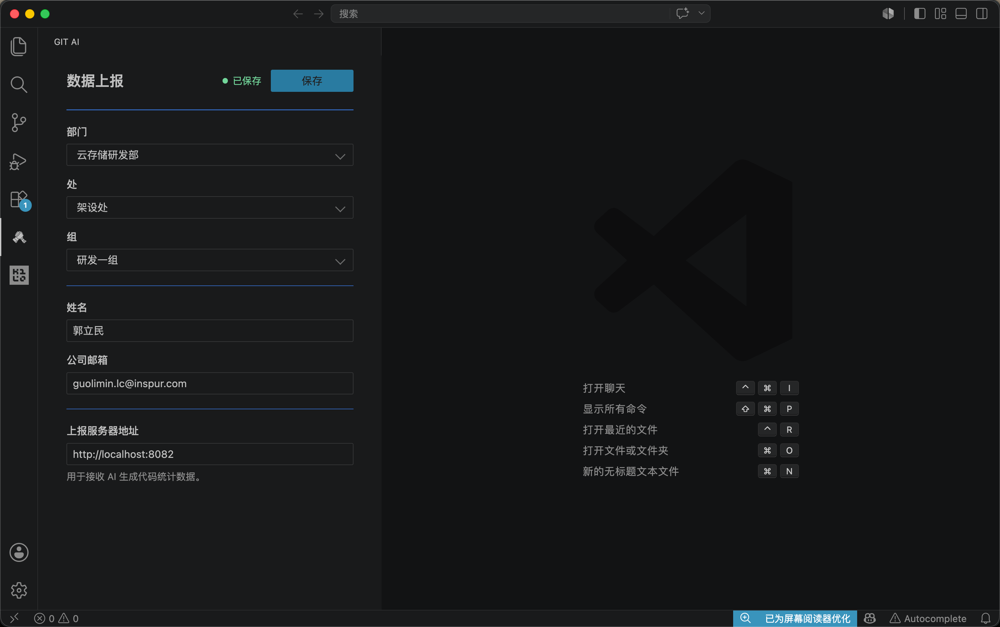 搜索
GIT AI
数据上报
已保存
保存
部门
云存储研发部
处
架设处
组
研发一组
姓名
郭立民
公司邮箱
guolimin.lc@inspur.com
上报服务器地址
http://localhost:8082
用于接收 AI 生成代码统计数据。
1
打开聊天 ^ ⌘ I
显示所有命令 ⇧ ⌘ P
打开最近的文件 ^ R
打开文件或文件夹 ⌘ O
新的无标题文本文件 ⌘ N
0 0
已为屏幕阅读器优化
Autocomplete